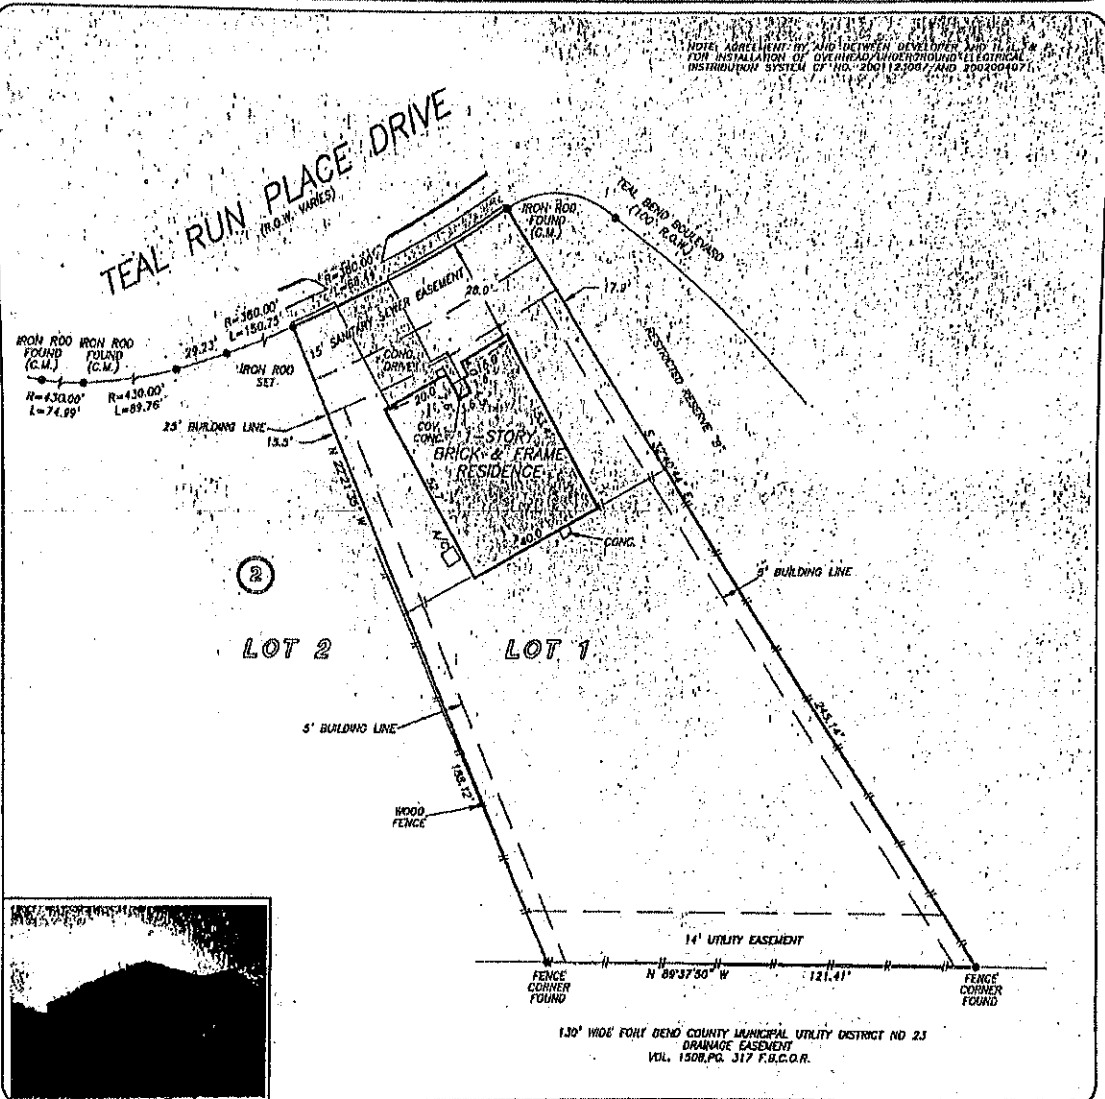 NOTE: AGREEMENT BY AND BETWEEN DEVELOPER AND
FOR INSTALLATION OF OVERHEAD/UNDERGROUND ELECTRICAL
DISTRIBUTION SYSTEM CF NO. AND
TEAL RUN PLACE DRIVE
(R.O.W. VARIES)
TEAL BEND BOULEVARD
(100' R.O.W.)
IRON ROD
FOUND
(C.M.)
R=360.00'
17.9'
15' SANITARY SEWER EASEMENT
R=360.00'
L=150.75'
29.23'
IRON ROD
FOUND
(C.M.)
IRON ROD
FOUND
(C.M.)
IRON ROD
SET
R=430.00'
L=74.99'
R=430.00'
L=89.76'
RESTRICTED RESERVE "B"
CONC.
DRIVE
20.0
25' BUILDING LINE
COV.
CONC.
1-STORY
BRICK & FRAME
RESIDENCE
A/C
40.0
CONC.
2
5' BUILDING LINE
LOT 2
LOT 1
5' BUILDING LINE
245.14'
188.12'
WOOD
FENCE
14' UTILITY EASEMENT
FENCE
CORNER
FOUND
N 89°37'50" W
121.41'
FENCE
CORNER
FOUND
130' WIDE FORT BEND COUNTY MUNICIPAL UTILITY DISTRICT NO 23
DRAINAGE EASEMENT
VOL. 1508,PG. 317 F.B.C.O.R.